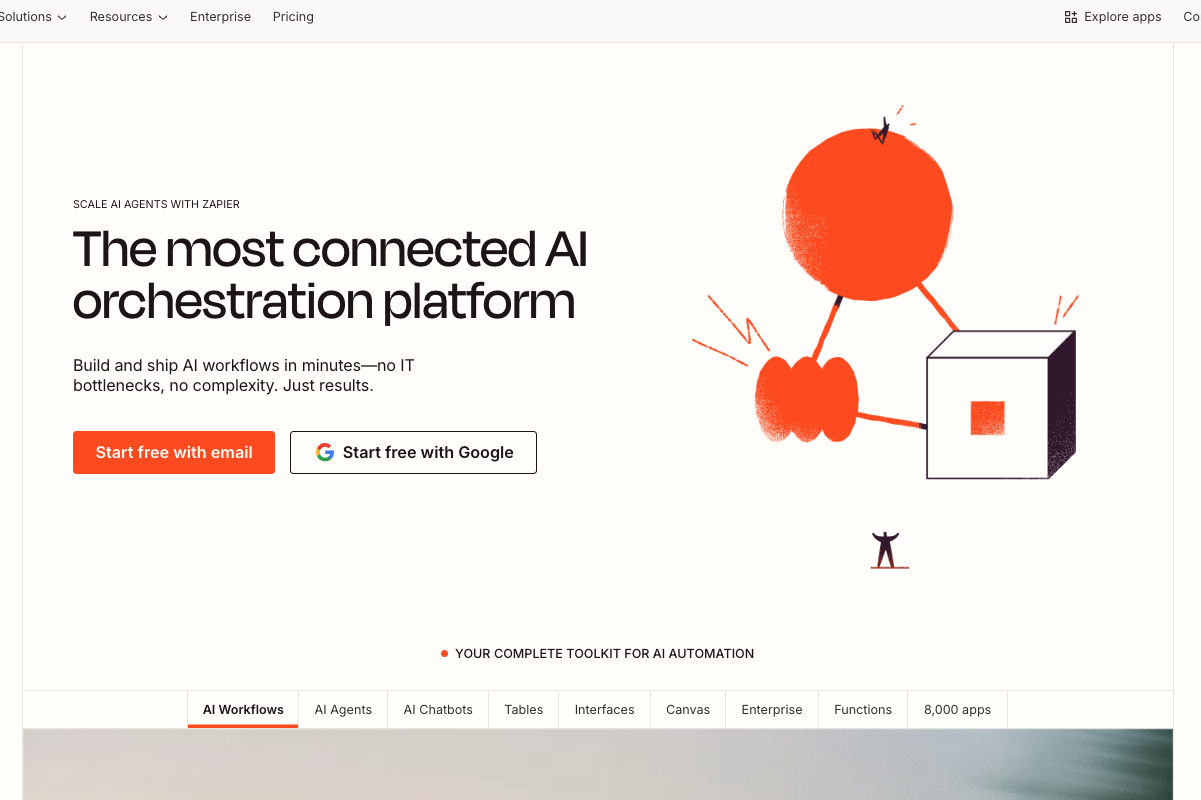 Solutions
Resources
Enterprise
Pricing
Explore apps
SCALE AI AGENTS WITH ZAPIER
The most connected AI
orchestration platform
Build and ship AI workflows in minutes—no IT
bottlenecks, no complexity. Just results.
Start free with email
Start free with Google
YOUR COMPLETE TOOLKIT FOR AI AUTOMATION
AI Workflows
AI Agents
AI Chatbots
Tables
Interfaces
Canvas
Enterprise
Functions
8,000 apps